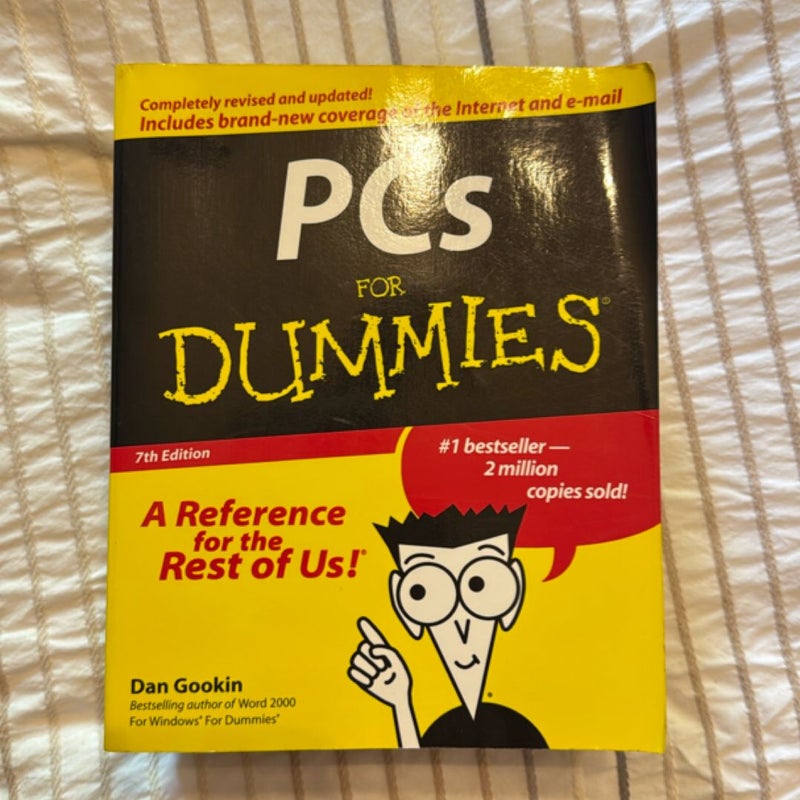 Completely revised and updated!
Includes brand-new coverage of the Internet and e-mail
PCs
FOR
DUMMIES®
7th Edition
#1 bestseller —
2 million
copies sold!
A Reference
for the
Rest of Us!®
Dan Gookin
Bestselling author of Word 2000
For Windows® For Dummies®